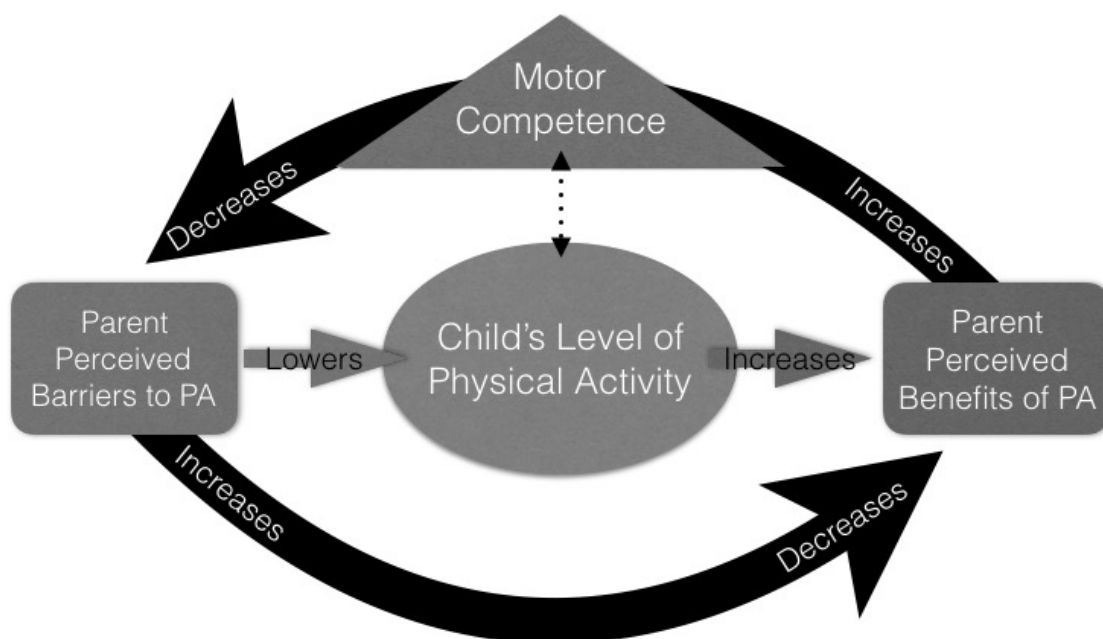 Motor
Competence
Decreases
Increases
Parent
Perceived
Barriers to PA
Lowers
Child's Level of
Physical Activity
Increases
Parent
Perceived
Benefits of PA
Increases
Decreases